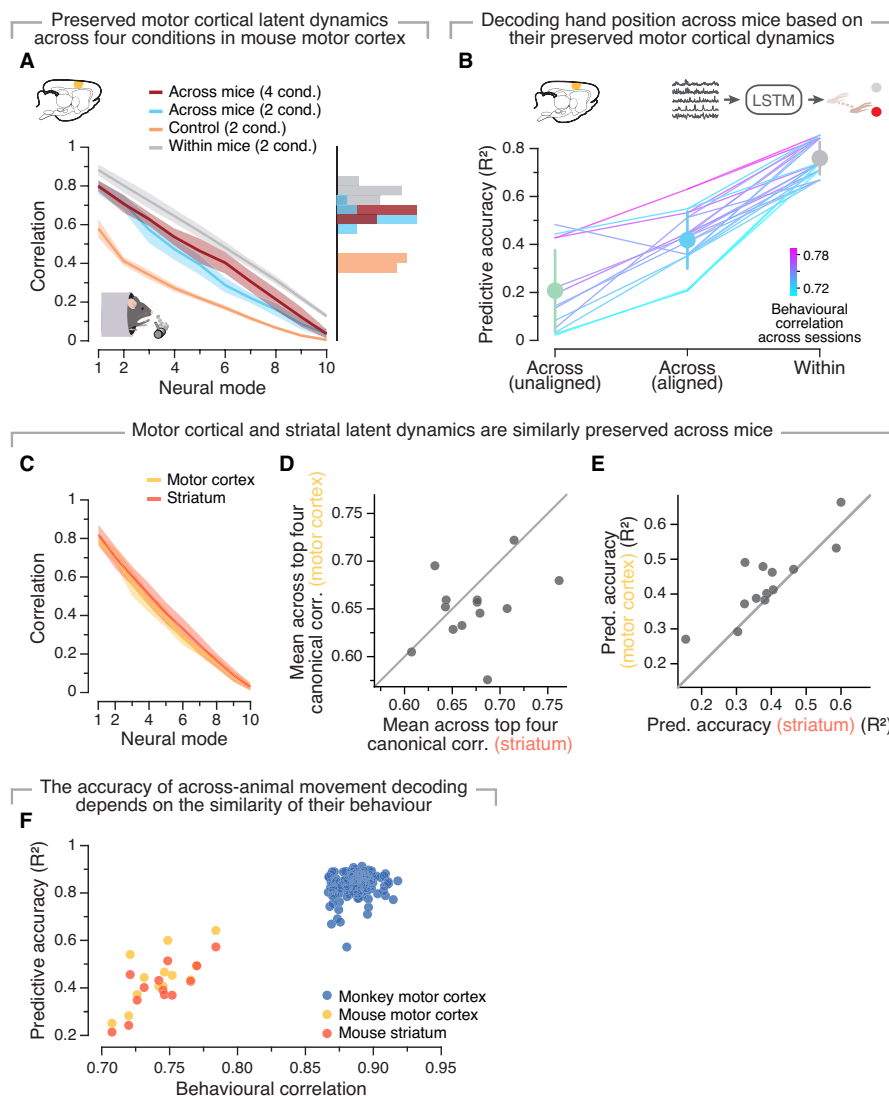 Preserved motor cortical latent dynamics
across four conditions in mouse motor cortex
Decoding hand position across mice based on
their preserved motor cortical dynamics
A
Across mice (4 cond.)
Across mice (2 cond.)
Control (2 cond.)
Within mice (2 cond.)
Correlation
1
0.8
0.6
0.4
0.2
0
1
2
4
6
8
10
Neural mode
B
LSTM
Predictive accuracy (R²)
0.8
0.6
0.4
0.2
0
0.78
0.72
Behavioural
correlation
across sessions
Across
(unaligned)
Across
(aligned)
Within
Motor cortical and striatal latent dynamics are similarly preserved across mice
C
Motor cortex
Striatum
Correlation
1
0.8
0.6
0.4
0.2
0
1
2
4
6
8
10
Neural mode
D
Mean across top four
canonical corr. (motor cortex)
0.75
0.70
0.65
0.60
0.60
0.65
0.70
0.75
Mean across top four
canonical corr. (striatum)
E
Pred. accuracy
(motor cortex) (R²)
0.6
0.5
0.4
0.3
0.2
0.2
0.3
0.4
0.5
0.6
Pred. accuracy (striatum) (R²)
The accuracy of across-animal movement decoding
depends on the similarity of their behaviour
F
Predictive accuracy (R²)
1
0.8
0.6
0.4
0.2
Monkey motor cortex
Mouse motor cortex
Mouse striatum
0.70
0.75
0.80
0.85
0.90
0.95
Behavioural correlation